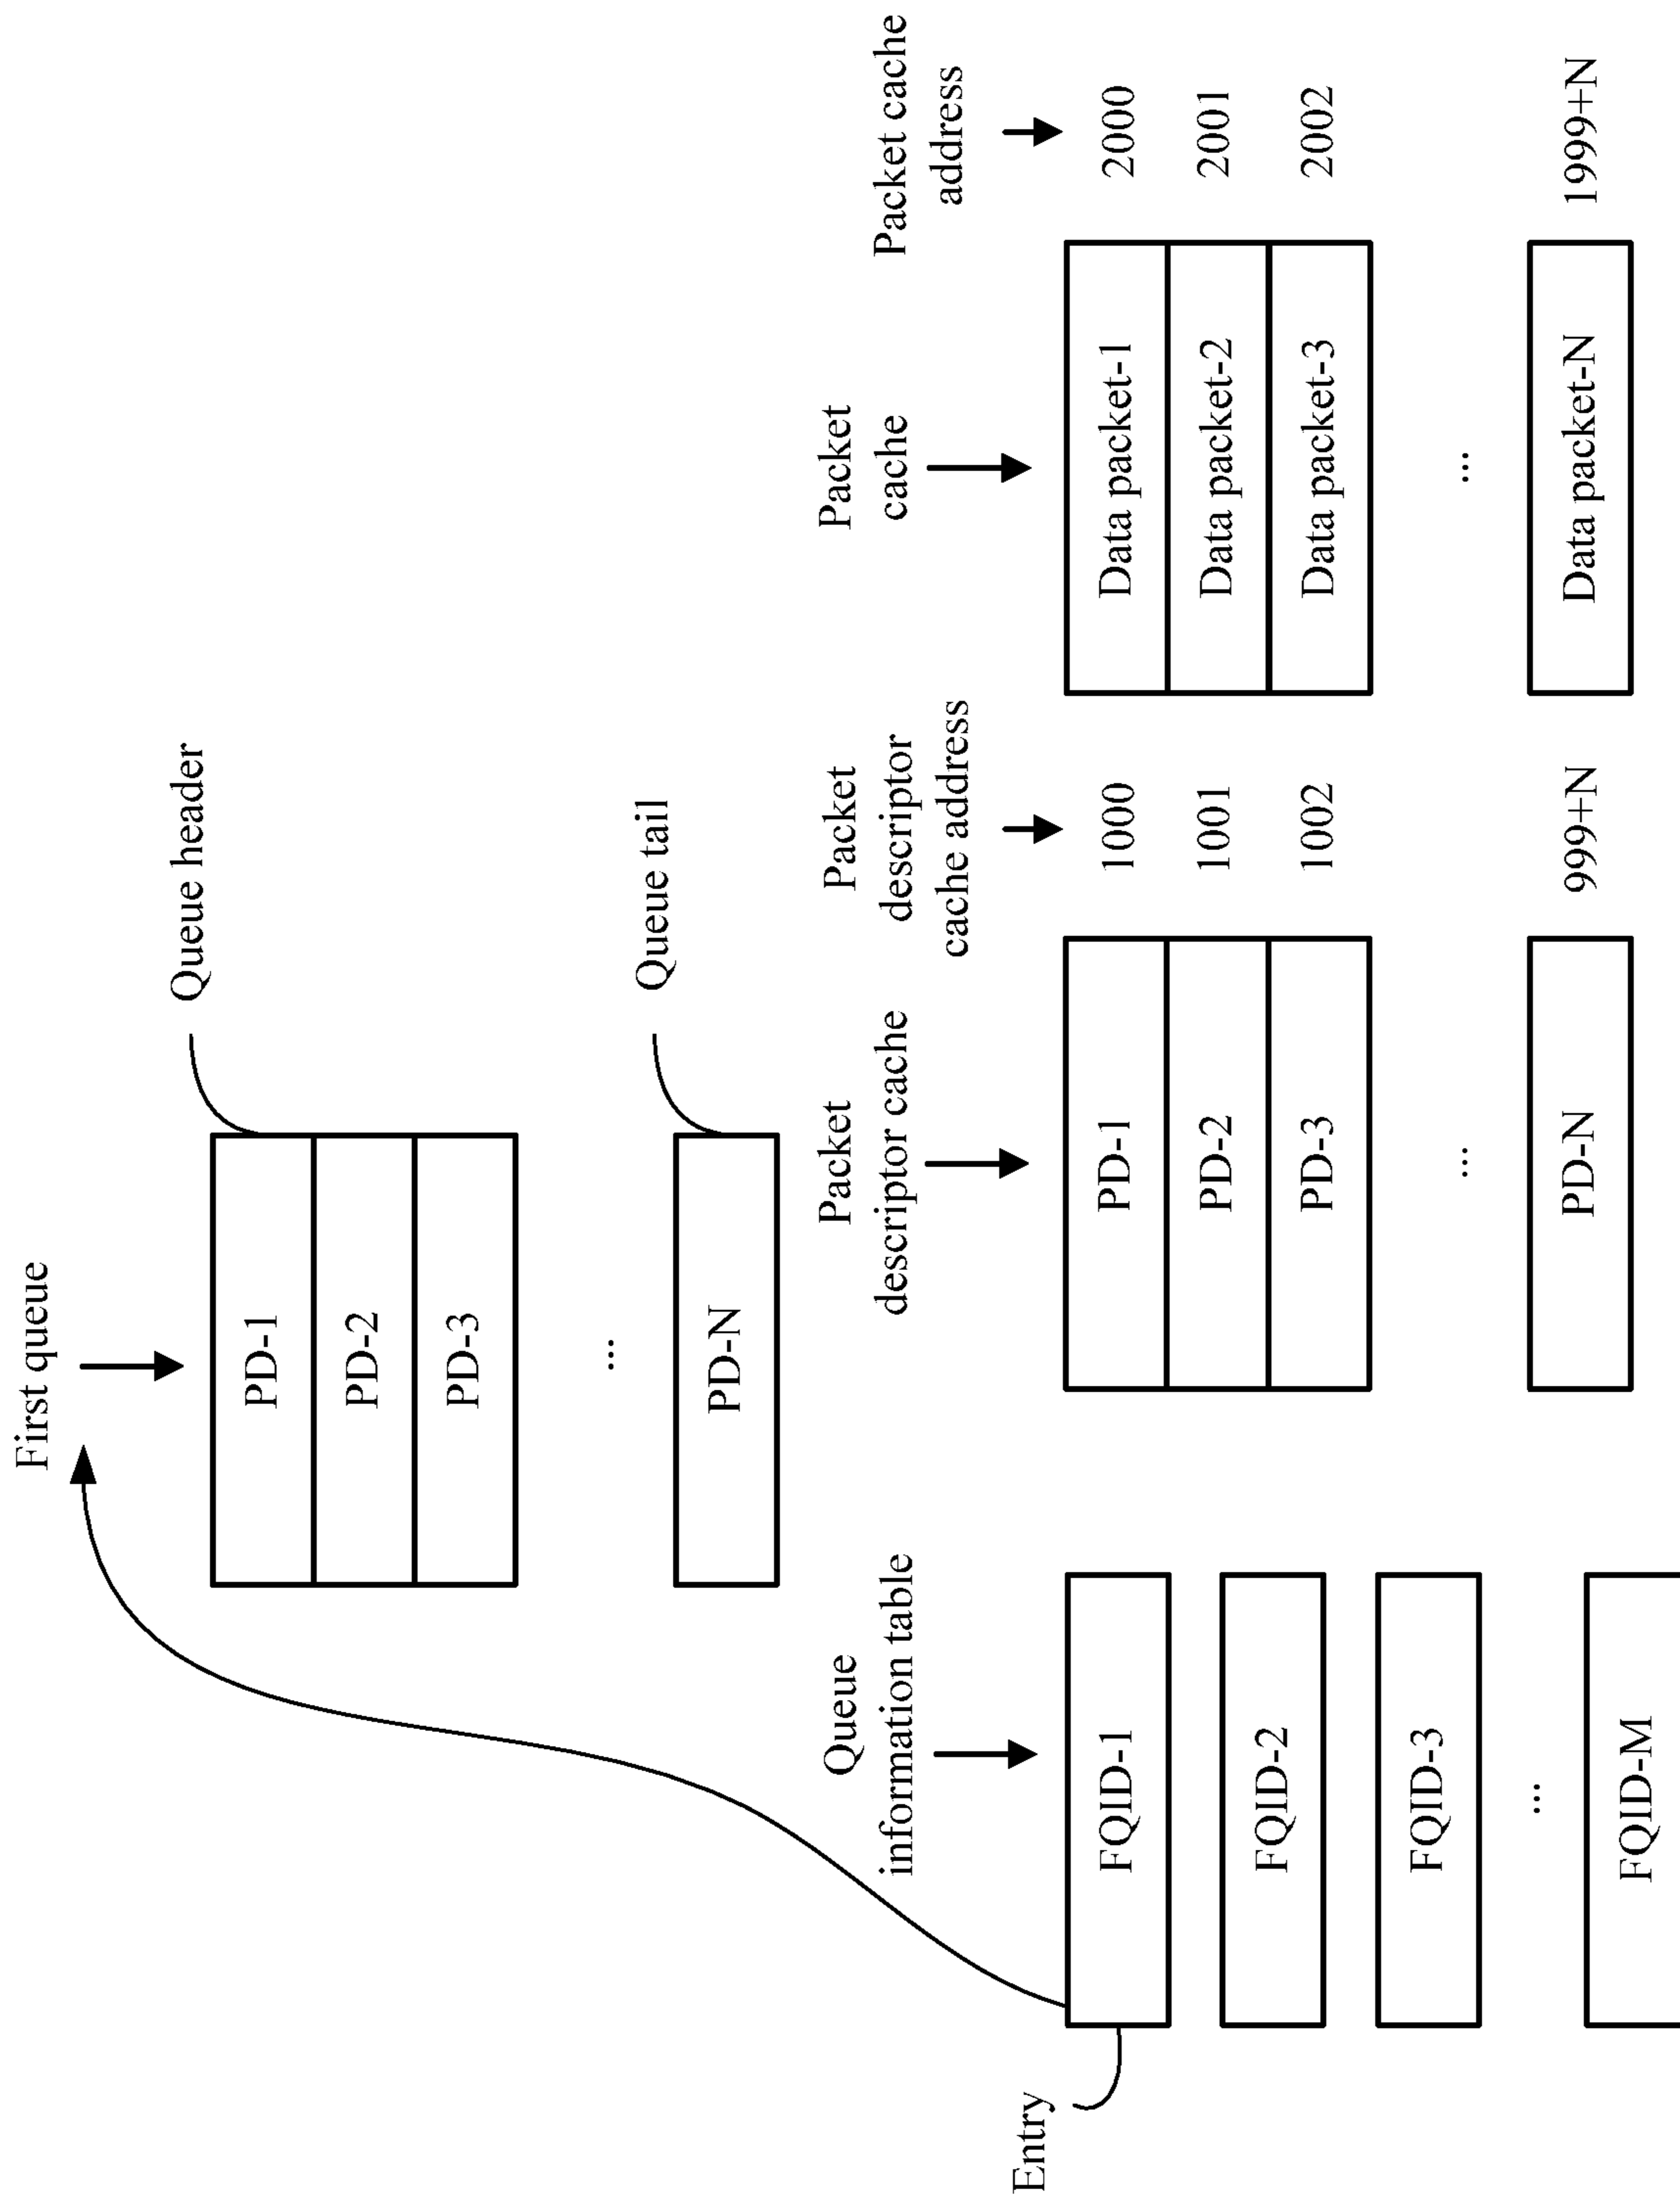 First queue
PD-1
PD-2
PD-3
...
PD-N
Queue header
Queue tail
Entry
Queue
information table
FQID-1
FQID-2
FQID-3
...
FQID-M
Packet
descriptor cache
PD-1
PD-2
PD-3
...
PD-N
Packet
descriptor
cache address
1000
1001
1002
999+N
Packet
cache
Data packet-1
Data packet-2
Data packet-3
...
Data packet-N
Packet cache
address
2000
2001
2002
1999+N